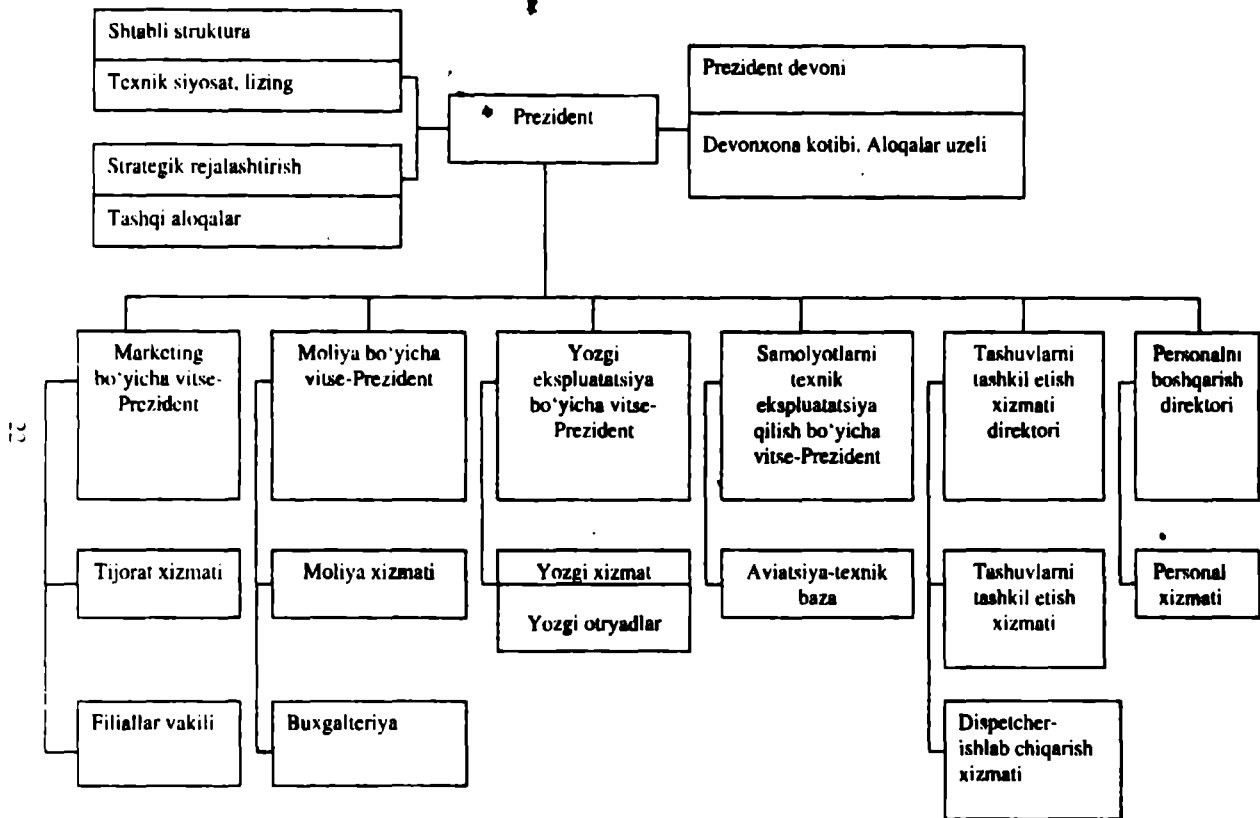 Shtabli struktura
Texnik siyosat, lizing
Strategik rejalashtirish
Tashqi aloqalar
Prezident
Prezident devoni
Devonxona kotibi. Aloqalar uzeli
Marketing
bo‘yicha vitse-
Prezident
Moliya bo‘yicha
vitse-Prezident
Yozgi
ekspluatatsiya
bo‘yicha vitse-
Prezident
Samolyotlarni
texnik
ekspluatatsiya
qilish bo‘yicha
vitse-Prezident
Tashuvlarni
tashkil etish
xizmati
direktori
Personalni
boshqarish
direktori
Tijorat xizmati
Moliya xizmati
Yozgi xizmat
Yozgi otryadlar
Aviatsiya-texnik
baza
Tashuvlarni
tashkil etish
xizmati
Personal
xizmati
Filiallar vakili
Buxgalteriya
Dispetcher-
ishlab chiqarish
xizmati